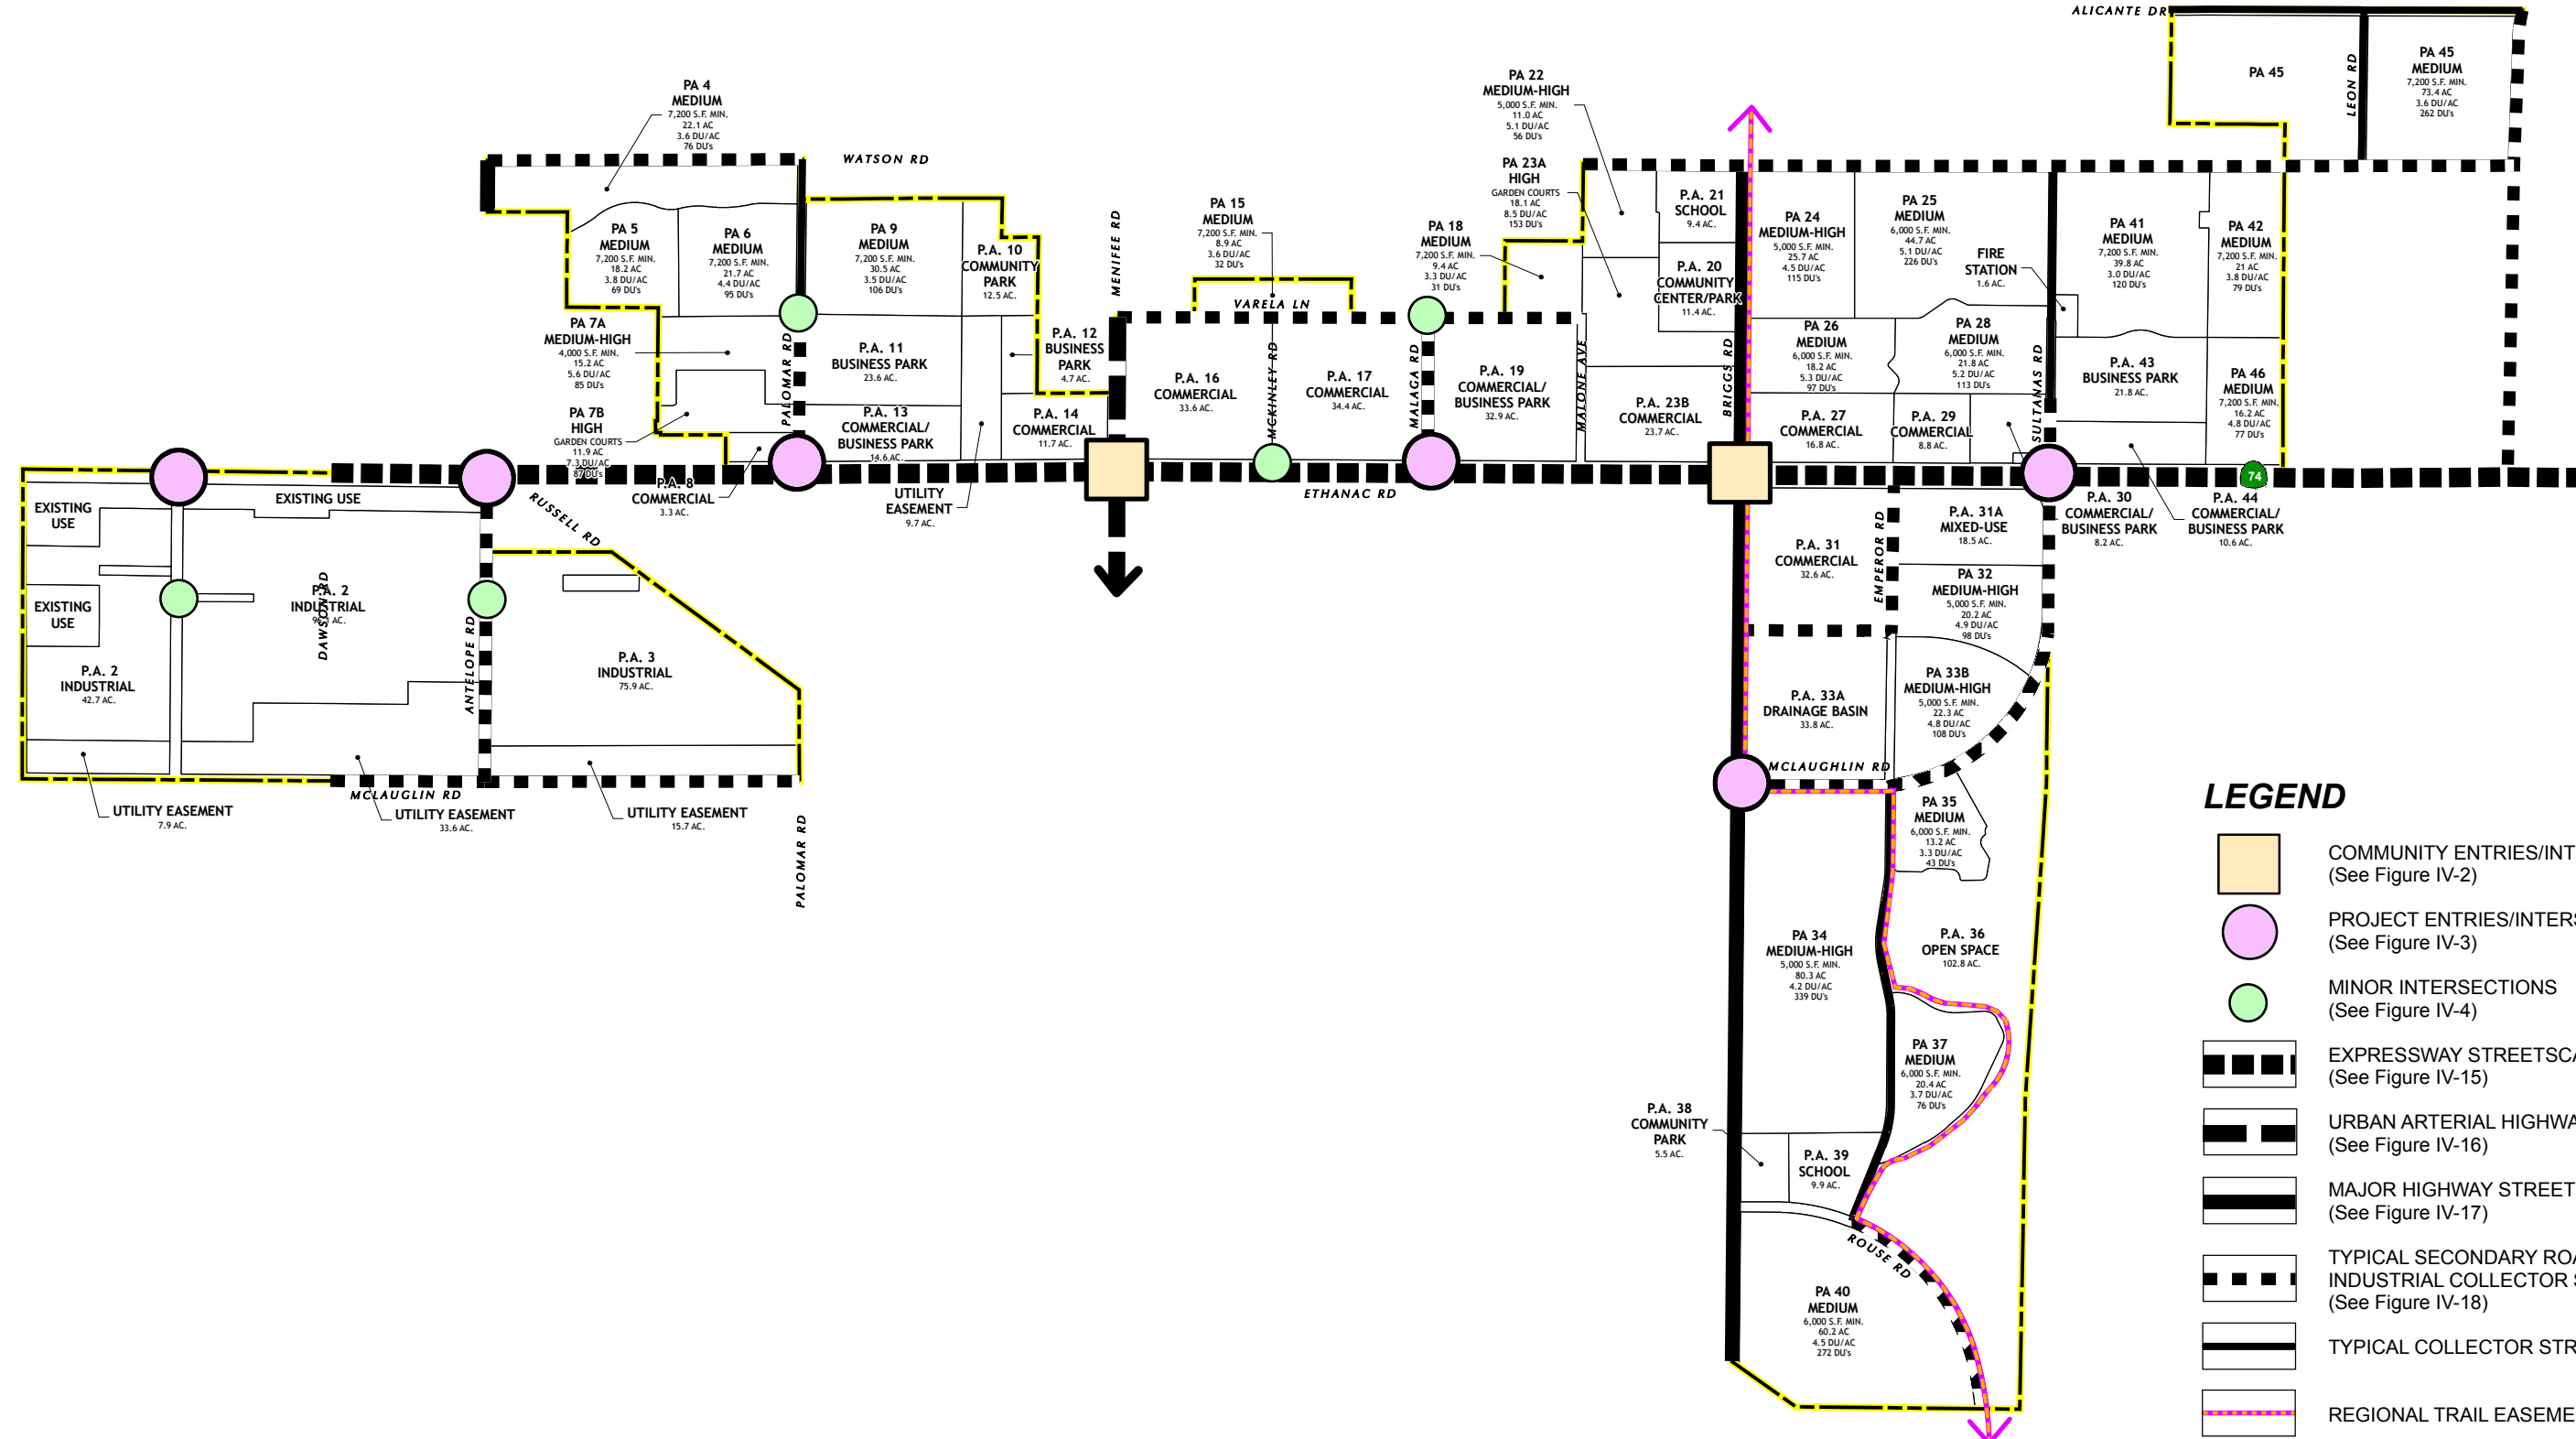 ALICANTE DR
PA 45
LEON RD
PA 45
MEDIUM
7,200 S.F. MIN.
73.4 AC
3.6 DU/AC
262 DU's
PA 4
MEDIUM
7,200 S.F. MIN.
22.1 AC
3.6 DU/AC
76 DU's
WATSON RD
PA 5
MEDIUM
7,200 S.F. MIN.
18.2 AC
3.8 DU/AC
69 DU's
PA 6
MEDIUM
7,200 S.F. MIN.
21.7 AC
4.4 DU/AC
95 DU's
PA 9
MEDIUM
7,200 S.F. MIN.
30.5 AC
3.5 DU/AC
106 DU's
P.A. 10
COMMUNITY
PARK
12.5 AC.
MENIFEE RD
PA 15
MEDIUM
7,200 S.F. MIN.
8.9 AC
3.6 DU/AC
32 DU's
VARELA LN
PA 18
MEDIUM
7,200 S.F. MIN.
9.4 AC
3.3 DU/AC
31 DU's
PA 22
MEDIUM-HIGH
5,000 S.F. MIN.
11.0 AC
5.1 DU/AC
56 DU's
PA 23A
HIGH
GARDEN COURTS
18.1 AC
8.5 DU/AC
153 DU's
P.A. 21
SCHOOL
9.4 AC.
P.A. 20
COMMUNITY
CENTER/PARK
11.4 AC.
PA 24
MEDIUM-HIGH
5,000 S.F. MIN.
25.7 AC
4.5 DU/AC
115 DU's
PA 25
MEDIUM
6,000 S.F. MIN.
44.7 AC
5.1 DU/AC
226 DU's
FIRE
STATION
1.6 AC.
PA 41
MEDIUM
7,200 S.F. MIN.
39.8 AC
3.0 DU/AC
120 DU's
PA 42
MEDIUM
7,200 S.F. MIN.
21 AC
3.8 DU/AC
79 DU's
PA 7A
MEDIUM-HIGH
4,000 S.F. MIN.
15.2 AC
5.6 DU/AC
85 DU's
PA 7B
HIGH
GARDEN COURTS
11.9 AC
7.3 DU/AC
87 DU's
PALOMAR RD
P.A. 11
BUSINESS PARK
23.6 AC.
P.A. 12
BUSINESS
PARK
4.7 AC.
P.A. 13
COMMERCIAL/
BUSINESS PARK
14.6 AC.
P.A. 14
COMMERCIAL
11.7 AC.
P.A. 16
COMMERCIAL
33.6 AC.
MCKINLEY RD
P.A. 17
COMMERCIAL
34.4 AC.
MALAGA RD
P.A. 19
COMMERCIAL/
BUSINESS PARK
32.9 AC.
MALONE AVE
P.A. 23B
COMMERCIAL
23.7 AC.
BRIGGS RD
PA 26
MEDIUM
6,000 S.F. MIN.
18.2 AC
5.3 DU/AC
97 DU's
PA 28
MEDIUM
6,000 S.F. MIN.
21.8 AC
5.2 DU/AC
113 DU's
P.A. 27
COMMERCIAL
16.8 AC.
P.A. 29
COMMERCIAL
8.8 AC.
SULTANAS RD
P.A. 43
BUSINESS PARK
21.8 AC.
PA 46
MEDIUM
7,200 S.F. MIN.
16.2 AC
4.8 DU/AC
77 DU's
P.A. 8
COMMERCIAL
3.3 AC.
UTILITY
EASEMENT
9.7 AC.
ETHANAC RD
74
P.A. 30
COMMERCIAL/
BUSINESS PARK
8.2 AC.
P.A. 44
COMMERCIAL/
BUSINESS PARK
10.6 AC.
EXISTING
USE
EXISTING USE
RUSSELL RD
EXISTING
USE
DAWSON RD
P.A. 2
INDUSTRIAL
P.A. 2
INDUSTRIAL
42.7 AC.
ANTELOPE RD
P.A. 3
INDUSTRIAL
75.9 AC.
MCLAUGLIN RD
UTILITY EASEMENT
7.9 AC.
UTILITY EASEMENT
33.6 AC.
UTILITY EASEMENT
15.7 AC.
PALOMAR RD
P.A. 31
COMMERCIAL
32.6 AC.
EMPEROR RD
P.A. 31A
MIXED-USE
18.5 AC.
PA 32
MEDIUM-HIGH
5,000 S.F. MIN.
20.2 AC
4.9 DU/AC
98 DU's
P.A. 33A
DRAINAGE BASIN
33.8 AC.
PA 33B
MEDIUM-HIGH
5,000 S.F. MIN.
22.3 AC
4.8 DU/AC
108 DU's
MCLAUGHLIN RD
PA 35
MEDIUM
6,000 S.F. MIN.
13.2 AC
3.3 DU/AC
43 DU's
PA 34
MEDIUM-HIGH
5,000 S.F. MIN.
80.3 AC
4.2 DU/AC
339 DU's
P.A. 36
OPEN SPACE
102.8 AC.
PA 37
MEDIUM
6,000 S.F. MIN.
20.4 AC
3.7 DU/AC
76 DU's
P.A. 38
COMMUNITY
PARK
5.5 AC.
P.A. 39
SCHOOL
9.9 AC.
ROUSE RD
PA 40
MEDIUM
6,000 S.F. MIN.
60.2 AC
4.5 DU/AC
272 DU's
LEGEND
COMMUNITY ENTRIES/INT
(See Figure IV-2)
PROJECT ENTRIES/INTERS
(See Figure IV-3)
MINOR INTERSECTIONS
(See Figure IV-4)
EXPRESSWAY STREETSCA
(See Figure IV-15)
URBAN ARTERIAL HIGHWA
(See Figure IV-16)
MAJOR HIGHWAY STREET
(See Figure IV-17)
TYPICAL SECONDARY ROA
INDUSTRIAL COLLECTOR S
(See Figure IV-18)
TYPICAL COLLECTOR STR
REGIONAL TRAIL EASEME